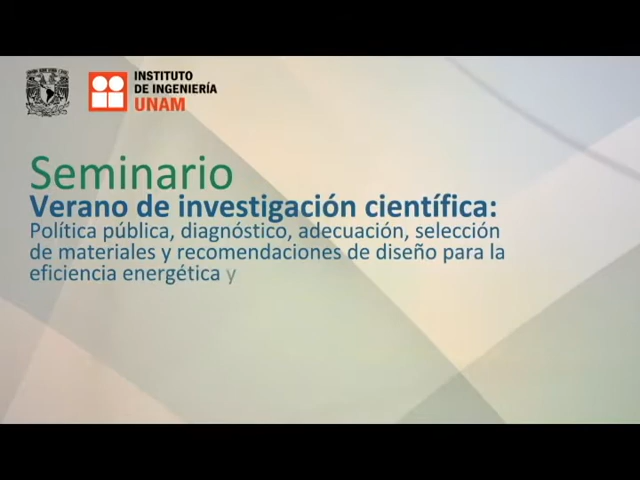 INSTITUTO
DE INGENIERÍA
UNAM
Seminario
Verano de investigación científica:
Política pública, diagnóstico, adecuación, selección
de materiales y recomendaciones de diseño para la
eficiencia energética y